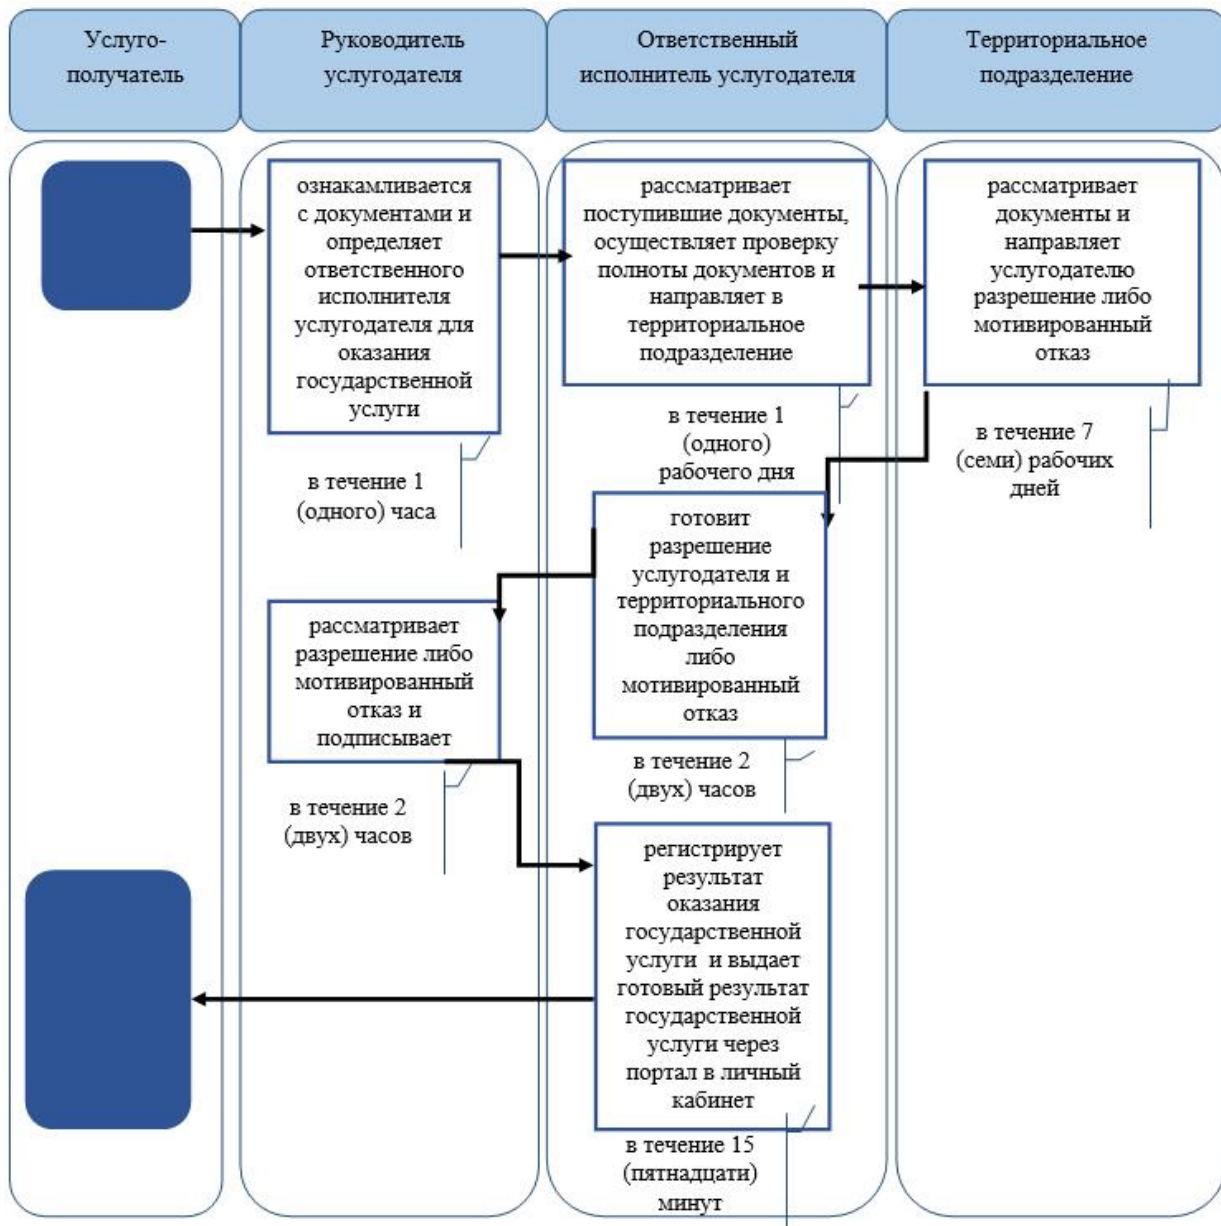 Услуго-
получатель
Руководитель
услугодателя
Ответственный
исполнитель услугодателя
Территориальное
подразделение
ознакамливается
с документами и
определяет
ответственного
исполнителя
услугодателя для
оказания
государственной
услуги
в течение 1
(одного) часа
рассматривает
поступившие документы,
осуществляет проверку
полноты документов и
направляет в
территориальное
подразделение
в течение 1
(одного)
рабочего дня
рассматривает
документы и
направляет
услугодателю
разрешение либо
мотивированный
отказ
в течение 7
(семи) рабочих
дней
готовит
разрешение
услугодателя и
территориального
подразделения
либо
мотивированный
отказ
в течение 2
(двух) часов
рассматривает
разрешение либо
мотивированный
отказ и
подписывает
в течение 2
(двух) часов
регистрирует
результат
оказания
государственной
услуги и выдает
готовый результат
государственной
услуги через
портал в личный
кабинет
в течение 15
(пятнадцати)
минут